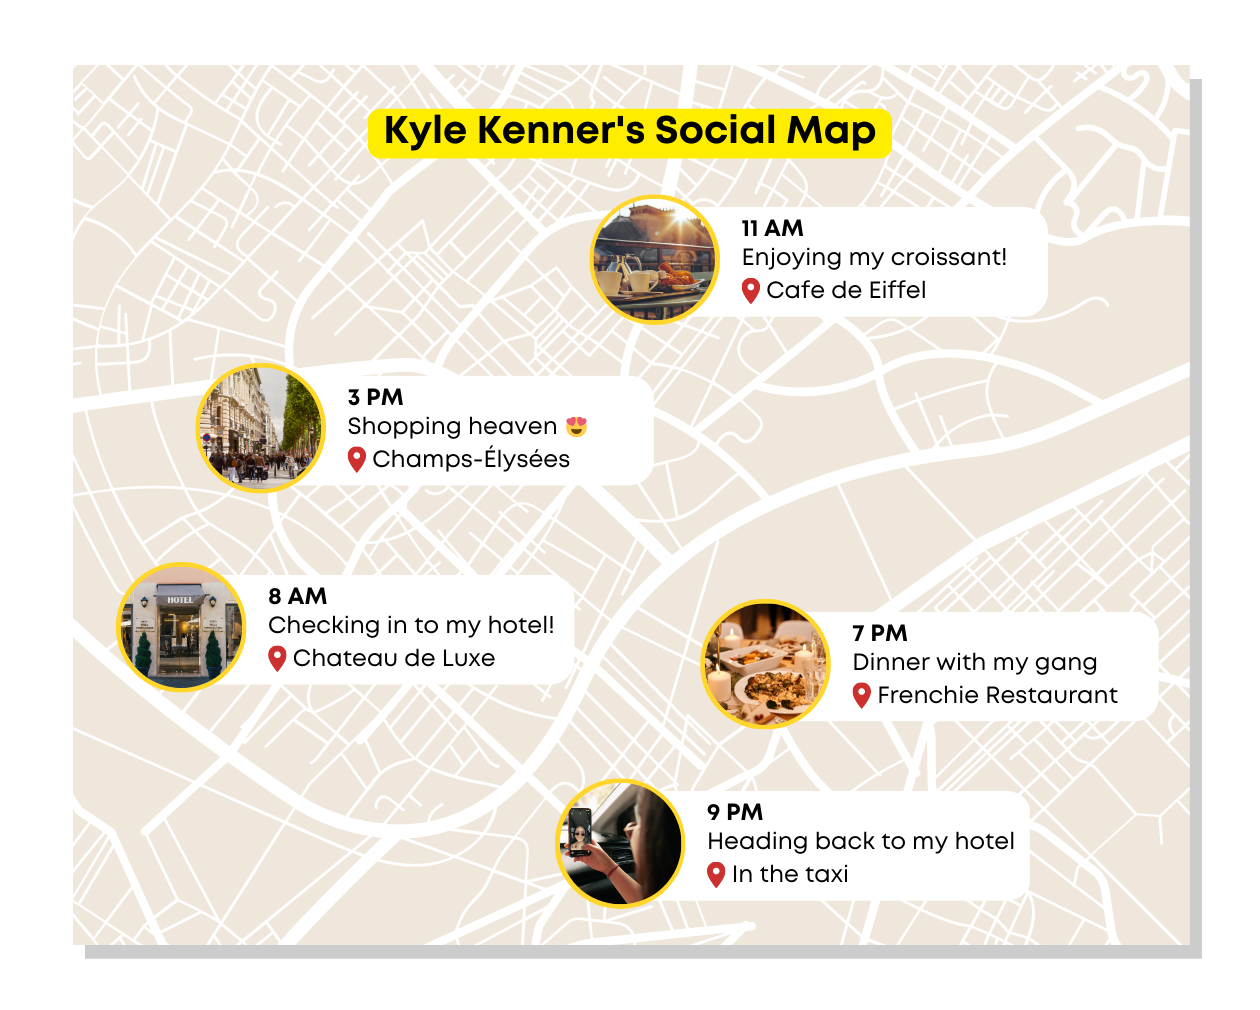 Kyle Kenner's Social Map
11 AM
Enjoying my croissant!
Cafe de Eiffel
3 PM
Shopping heaven 😍
Champs-Élysées
HOTEL
8 AM
Checking in to my hotel!
Chateau de Luxe
7 PM
Dinner with my gang
Frenchie Restaurant
9 PM
Heading back to my hotel
In the taxi